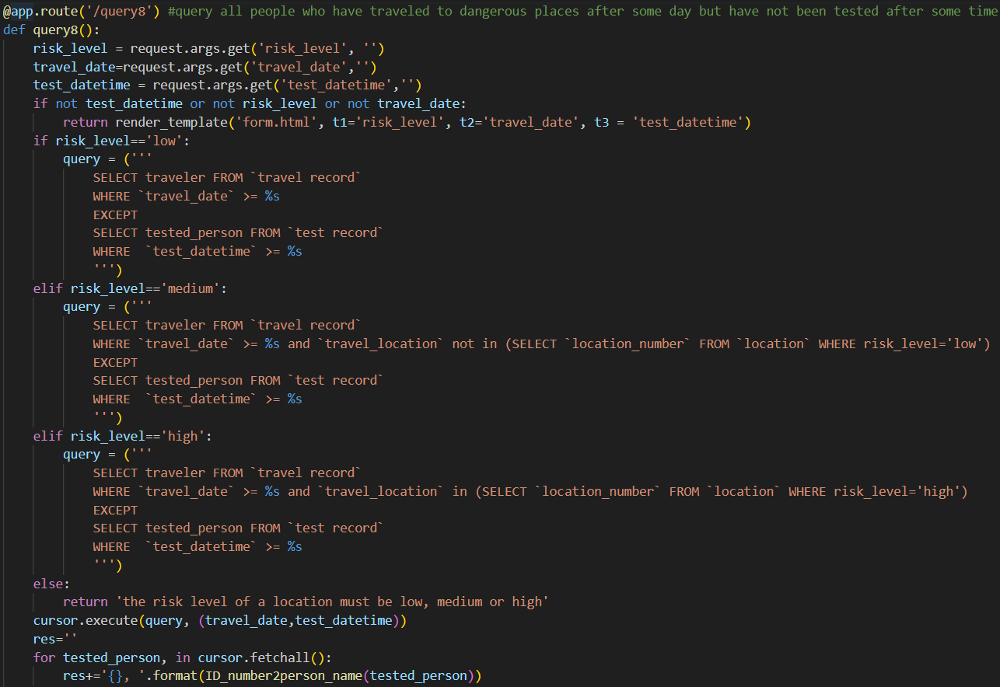 @app.route('/query8') #query all people who have traveled to dangerous places after some day but have not been tested after some time
def query8():
    risk_level = request.args.get('risk_level', '')
    travel_date=request.args.get('travel_date','')
    test_datetime = request.args.get('test_datetime','')
    if not test_datetime or not risk_level or not travel_date:
        return render_template('form.html', t1='risk_level', t2='travel_date', t3 = 'test_datetime')
    if risk_level=='low':
        query = ('''
            SELECT traveler FROM `travel record`
            WHERE `travel_date` >= %s
            EXCEPT
            SELECT tested_person FROM `test record`
            WHERE  `test_datetime` >= %s
            ''')
    elif risk_level=='medium':
        query = ('''
            SELECT traveler FROM `travel record`
            WHERE `travel_date` >= %s and `travel_location` not in (SELECT `location_number` FROM `location` WHERE risk_level='low')
            EXCEPT
            SELECT tested_person FROM `test record`
            WHERE  `test_datetime` >= %s
            ''')
    elif risk_level=='high':
        query = ('''
            SELECT traveler FROM `travel record`
            WHERE `travel_date` >= %s and `travel_location` in (SELECT `location_number` FROM `location` WHERE risk_level='high')
            EXCEPT
            SELECT tested_person FROM `test record`
            WHERE  `test_datetime` >= %s
            ''')
    else:
        return 'the risk level of a location must be low, medium or high'
    cursor.execute(query, (travel_date,test_datetime))
    res=''
    for tested_person, in cursor.fetchall():
        res+='{}, '.format(ID_number2person_name(tested_person))